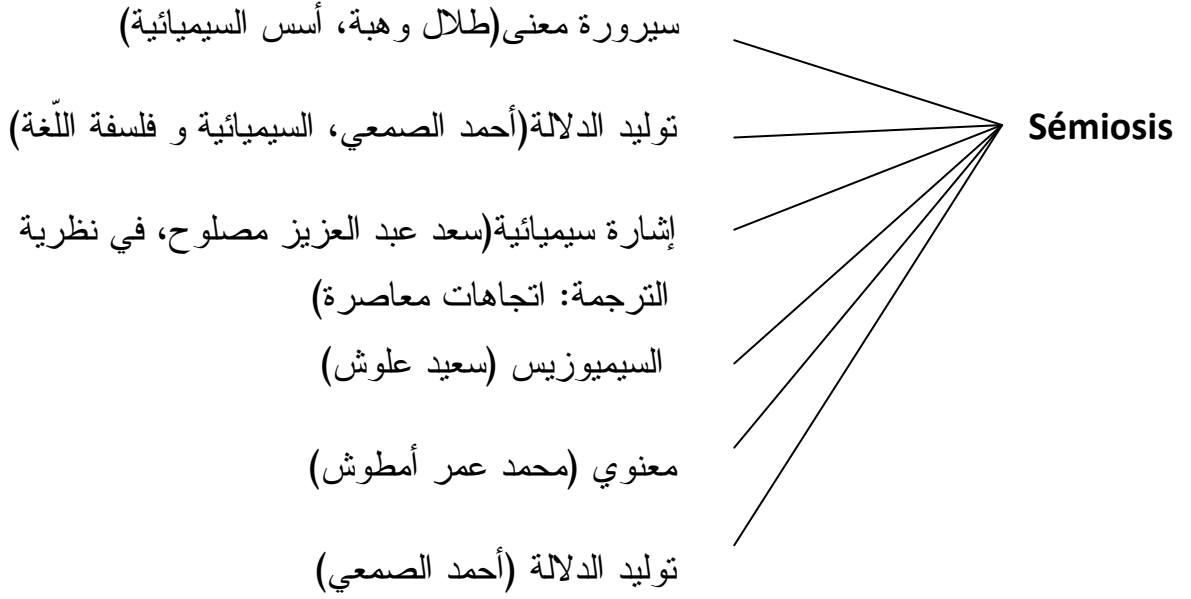 سيرورة معنى(طلال وهبة، أسس السيميائية)
Sémiosis
توليد الدلالة(أحمد الصمعي، السيميائية و فلسفة اللّغة)
إشارة سيميائية(سعد عبد العزيز مصلوح، في نظرية
الترجمة: اتجاهات معاصرة)
السيميوزيس (سعيد علوش)
معنوي (محمد عمر أمطوش)
توليد الدلالة (أحمد الصمعي)